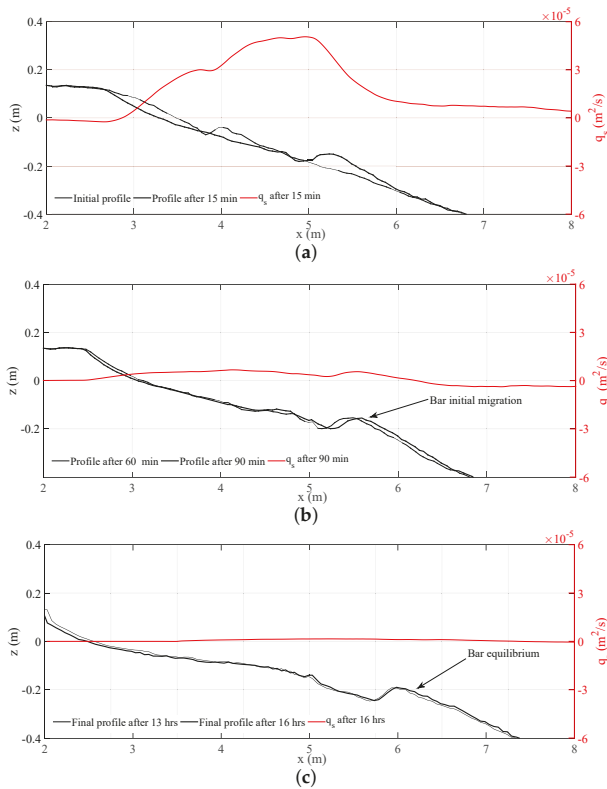 ×10⁻⁵
0.4
0.2
0
-0.2
-0.4
z (m)
6
3
0
-3
-6
q_s (m²/s)
Initial profile Profile after 15 min q_s after 15 min
2 3 4 5 6 7 8
x (m)
(a)
×10⁻⁵
0.4
0.2
0
-0.2
z (m)
6
3
0
-3
-6
q (m²/s)
Bar initial migration
Profile after 60 min Profile after 90 min q_s after 90 min
2 3 4 5 6 7 8
x (m)
(b)
×10⁻⁵
0.4
0.2
0
-0.2
-0.4
z (m)
6
3
0
-3
-6
q (m²/s)
Bar equilibrium
Final profile after 13 hrs Final profile after 16 hrs q_s after 16 hrs
2 3 4 5 6 7 8
x (m)
(c)